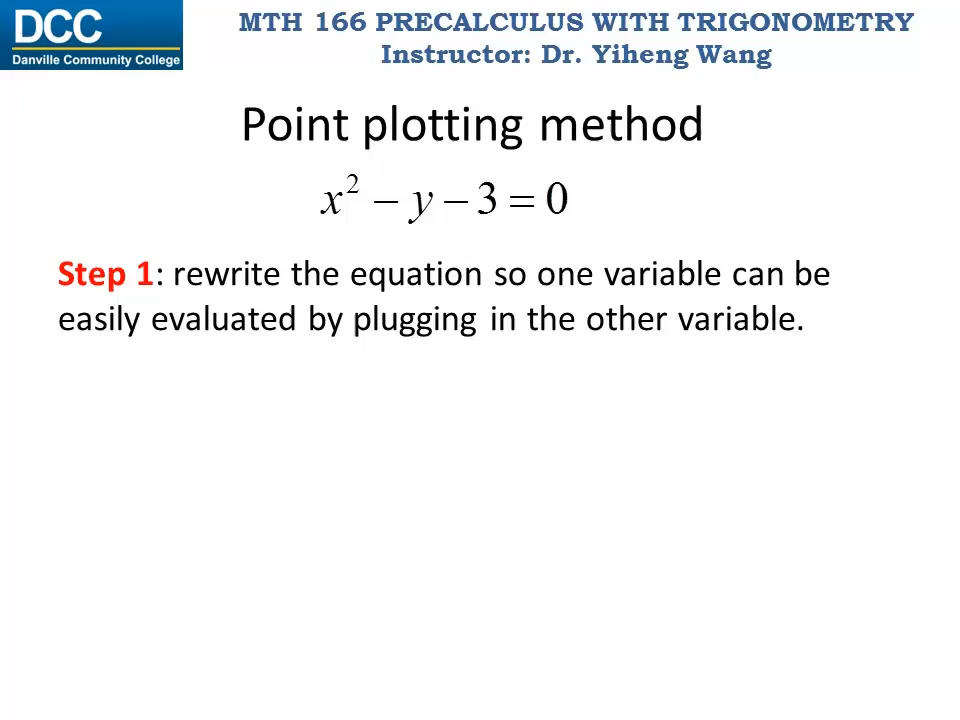 DCC
Danville Community College
MTH 166 PRECALCULUS WITH TRIGONOMETRY
Instructor: Dr. Yiheng Wang
Point plotting method
x² − y − 3 = 0
Step 1: rewrite the equation so one variable can be
easily evaluated by plugging in the other variable.